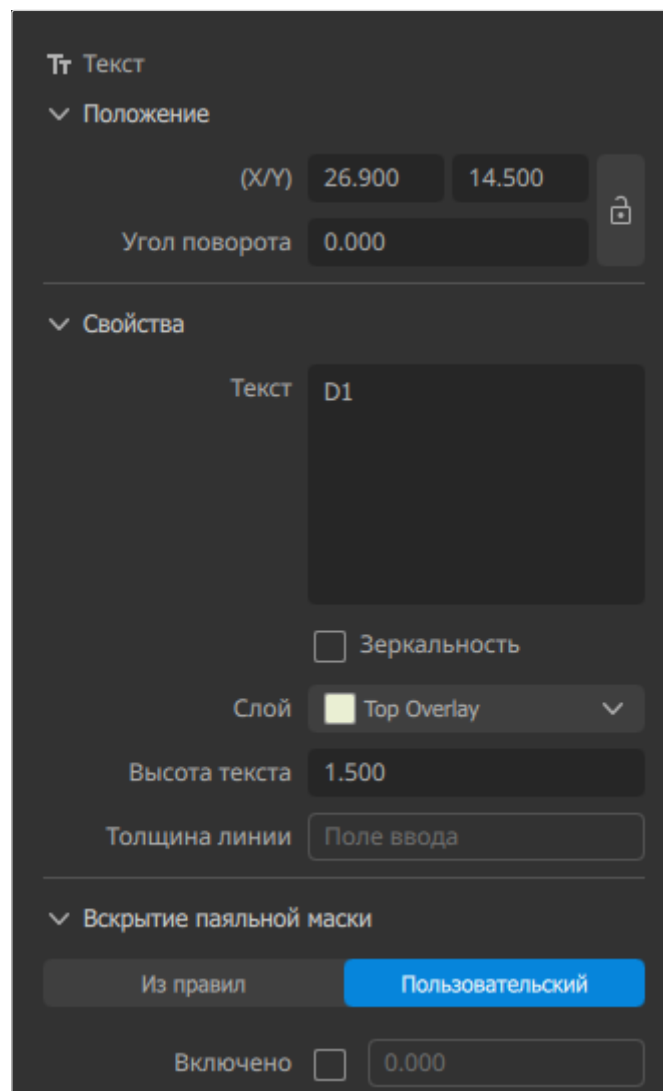 Тт Текст
Положение
(X/Y) 26.900 14.500
Угол поворота 0.000
Свойства
Текст D1
Зеркальность
Слой Top Overlay
Высота текста 1.500
Толщина линии Поле ввода
Вскрытие паяльной маски
Из правил Пользовательский
Включено 0.000